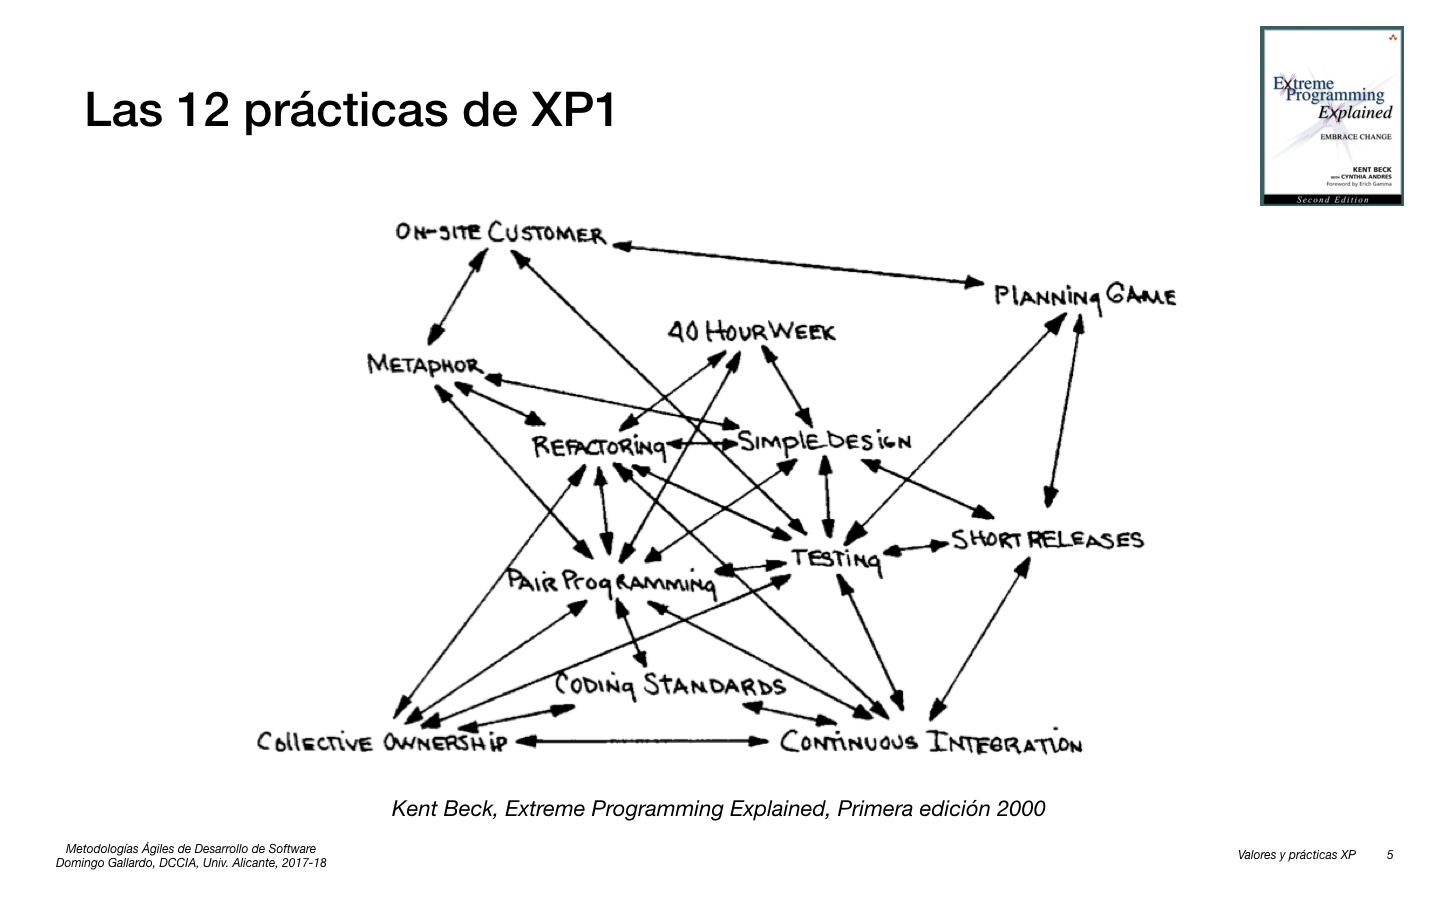 Las 12 prácticas de XP1
Extreme
Programming
Explained
EMBRACE CHANGE
KENT BECK
WITH CYNTHIA ANDRES
Foreword by Erich Gamma
Second Edition
ON-SITE CUSTOMER
PLANNING GAME
40 HOUR WEEK
METAPHOR
REFACTORING
SIMPLE DESIGN
SHORT RELEASES
TESTING
PAIR PROGRAMMING
CODING STANDARDS
COLLECTIVE OWNERSHIP
CONTINUOUS INTEGRATION
Kent Beck, Extreme Programming Explained, Primera edición 2000
Metodologías Ágiles de Desarrollo de Software
Domingo Gallardo, DCCIA, Univ. Alicante, 2017-18
Valores y prácticas XP 5